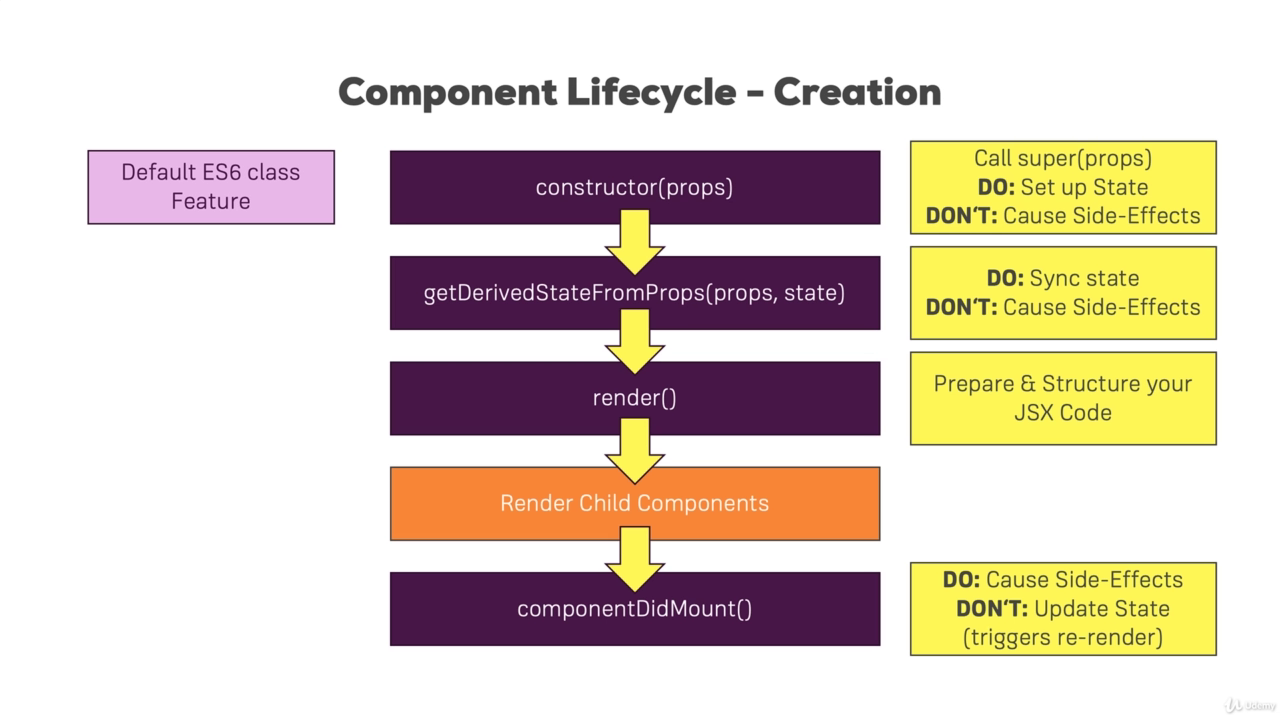 Component Lifecycle – Creation
Default ES6 class
Feature
constructor(props)
Call super(props)
DO: Set up State
DON‘T: Cause Side-Effects
getDerivedStateFromProps(props, state)
DO: Sync state
DON‘T: Cause Side-Effects
render()
Prepare & Structure your
JSX Code
Render Child Components
componentDidMount()
DO: Cause Side-Effects
DON‘T: Update State
(triggers re-render)
Udemy